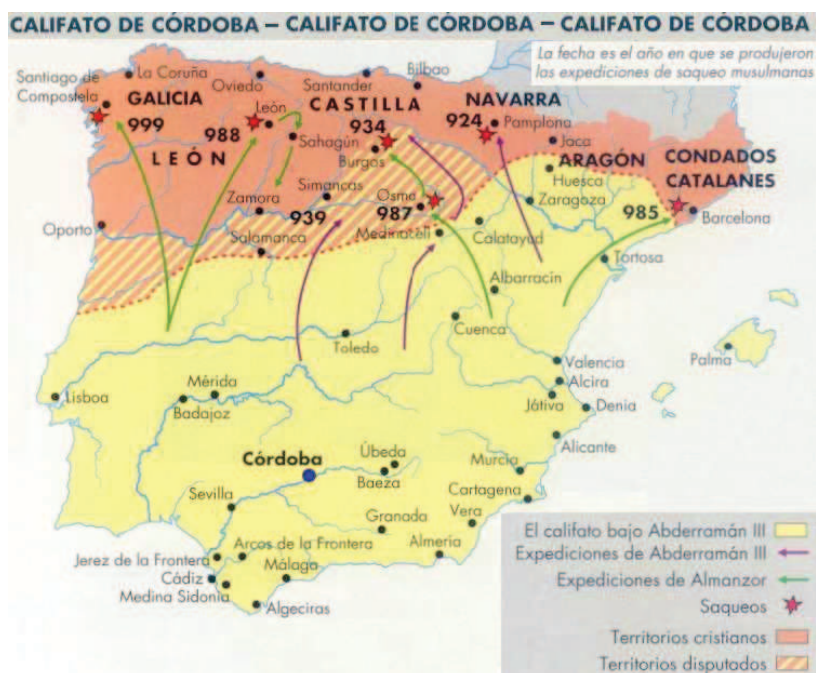 CALIFATO DE CÓRDOBA – CALIFATO DE CÓRDOBA – CALIFATO DE CÓRDOBA
La fecha es el año en que se produjeron
las expediciones de saqueo musulmanas
Santiago de
Compostela
La Coruña
Oviedo
Santander
Bilbao
GALICIA
999
988
León
CASTILLA
934
NAVARRA
924
Pamplona
LEÓN
Sahagún
Burgos
Jaca
ARAGÓN
CONDADOS
CATALANES
Huesca
Zamora
Simancas
939
Osma
987
Zaragoza
985
Barcelona
Oporto
Salamanca
Medinaceli
Calatayud
Tortosa
Albarracín
Cuenca
Toledo
Valencia
Palma
Lisboa
Mérida
Badajoz
Alcira
Játiva
Denia
Alicante
Córdoba
Úbeda
Baeza
Murcia
Sevilla
Cartagena
Granada
Vera
Jerez de la Frontera
Arcos de la Frontera
Almería
Cádiz
Málaga
Medina Sidonia
Algeciras
El califato bajo Abderramán III
Expediciones de Abderramán III
Expediciones de Almanzor
Saqueos
Territorios cristianos
Territorios disputados